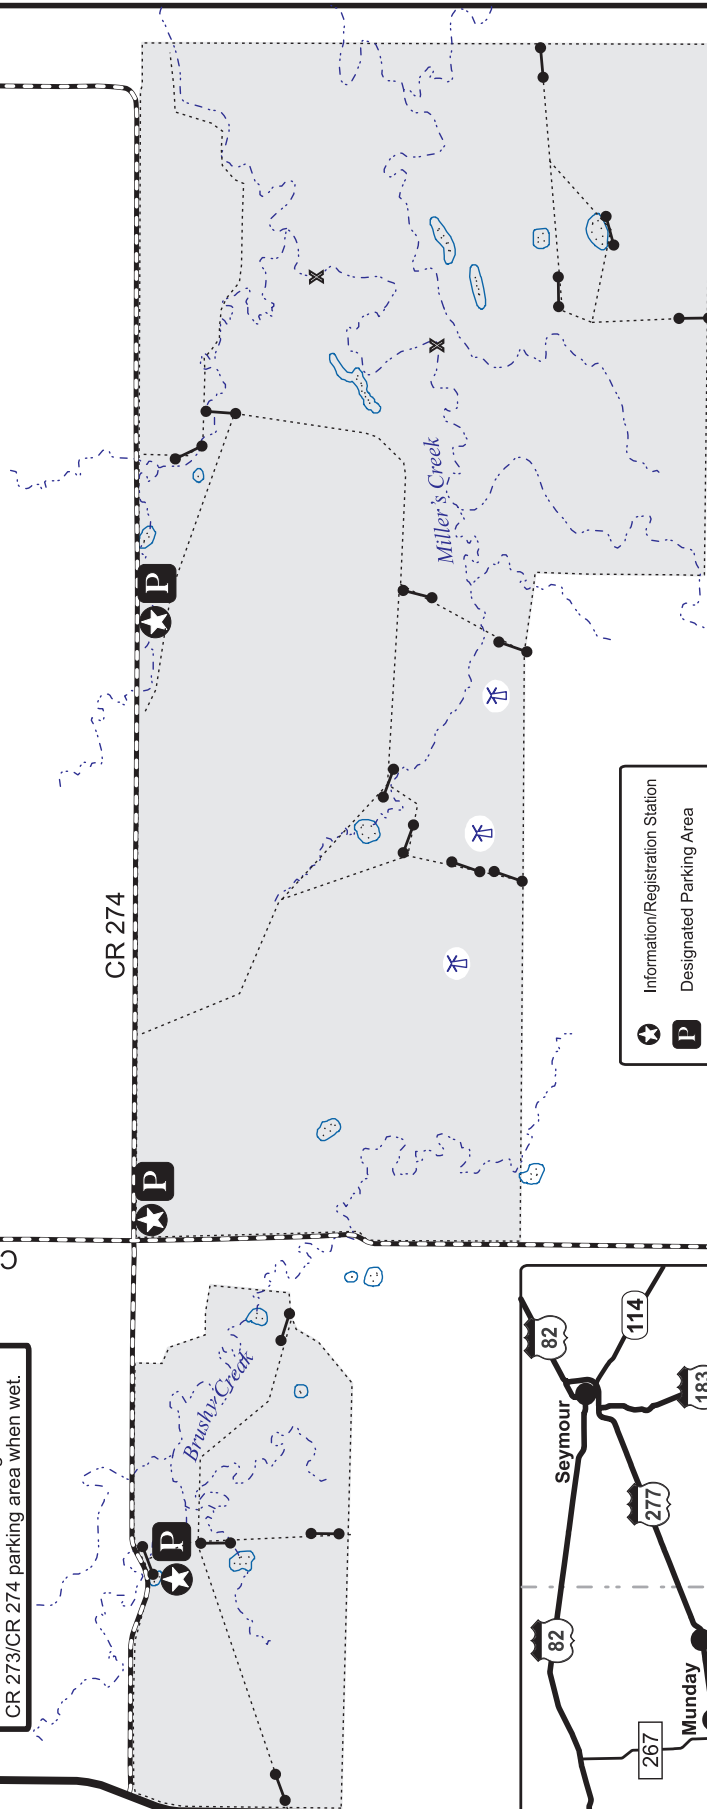 CR 274
Miller's Creek
P
P
Brushy Creek
P
CR 273/CR 274 parking area when wet.
Information/Registration Station
P Designated Parking Area
X
X
82
114
Seymour
183
277
82
Munday
267